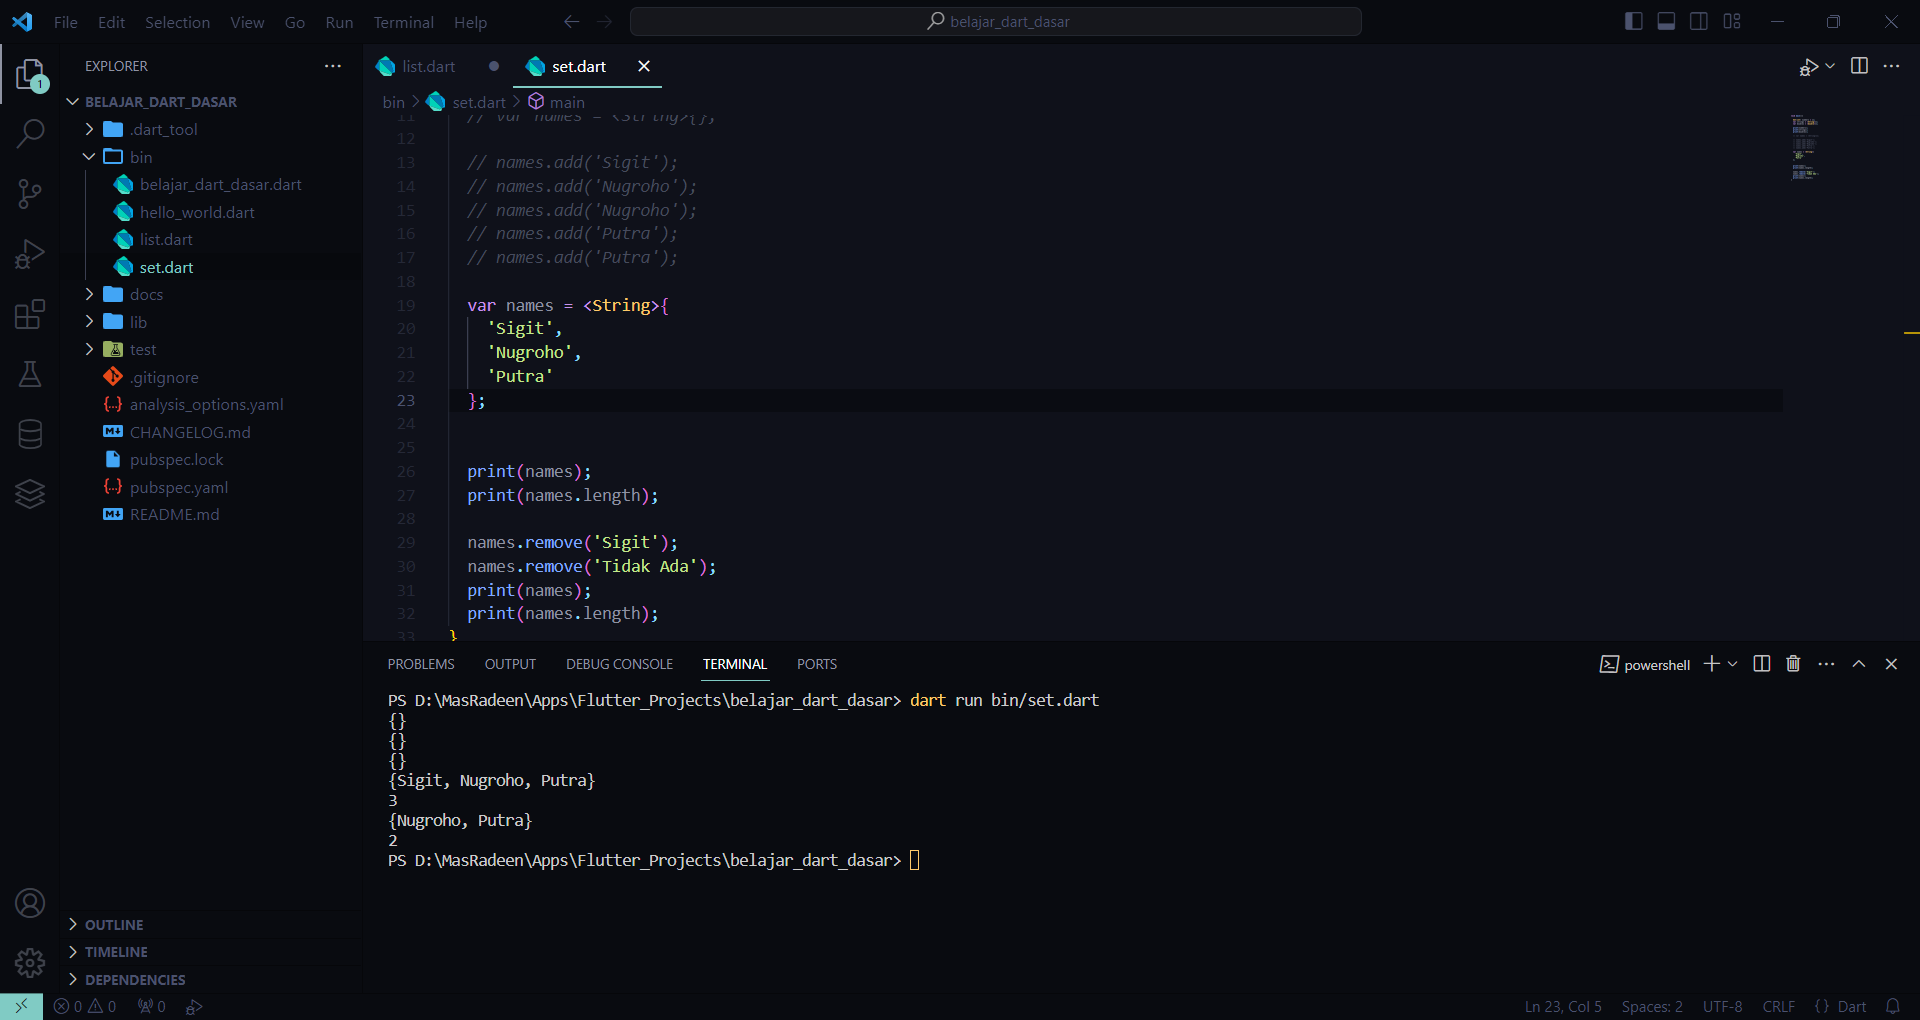 File Edit Selection View Go Run Terminal Help
belajar_dart_dasar
EXPLORER
BELAJAR_DART_DASAR
.dart_tool
bin
belajar_dart_dasar.dart
hello_world.dart
list.dart
set.dart
docs
lib
test
.gitignore
analysis_options.yaml
CHANGELOG.md
pubspec.lock
pubspec.yaml
README.md
OUTLINE
TIMELINE
DEPENDENCIES
1
list.dart
set.dart
bin > set.dart > main
11 // var names = <String>{};
12
13 // names.add('Sigit');
14 // names.add('Nugroho');
15 // names.add('Nugroho');
16 // names.add('Putra');
17 // names.add('Putra');
18
19 var names = <String>{
20 'Sigit',
21 'Nugroho',
22 'Putra'
23 };
24
25
26 print(names);
27 print(names.length);
28
29 names.remove('Sigit');
30 names.remove('Tidak Ada');
31 print(names);
32 print(names.length);
33 }
PROBLEMS OUTPUT DEBUG CONSOLE TERMINAL PORTS
powershell
PS D:\MasRadeen\Apps\Flutter_Projects\belajar_dart_dasar> dart run bin/set.dart
{}
{}
{}
{Sigit, Nugroho, Putra}
3
{Nugroho, Putra}
2
PS D:\MasRadeen\Apps\Flutter_Projects\belajar_dart_dasar>
0 0 0
Ln 23, Col 5 Spaces: 2 UTF-8 CRLF {} Dart